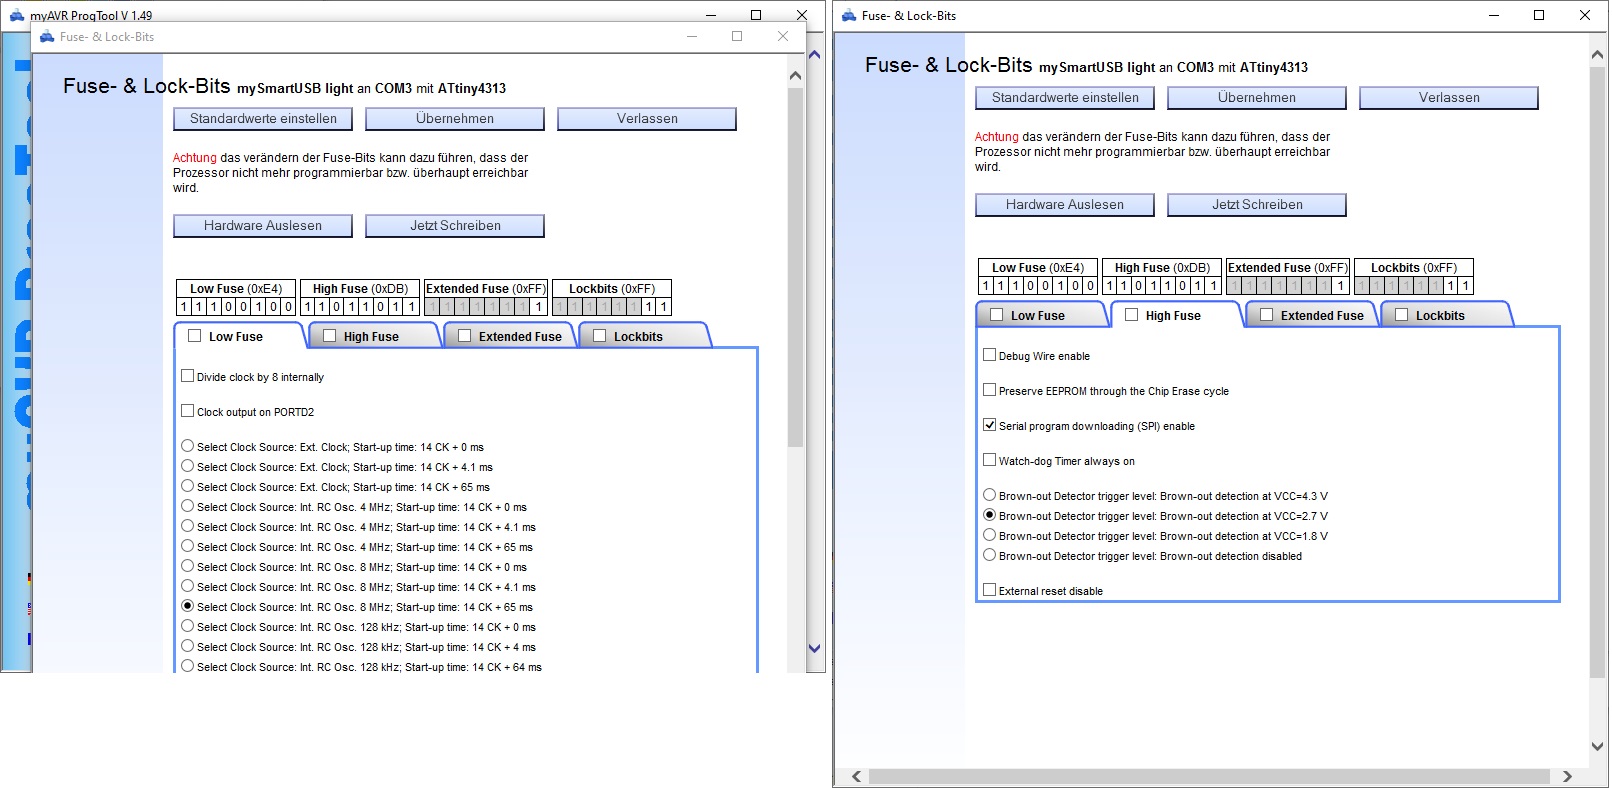 myAVR ProgTool V 1.49
Fuse- & Lock-Bits
Fuse- & Lock-Bits mySmartUSB light an COM3 mit ATtiny4313
Standardwerte einstellen Übernehmen Verlassen
Achtung das verändern der Fuse-Bits kann dazu führen, dass der
Prozessor nicht mehr programmierbar bzw. überhaupt erreichbar
wird.
Hardware Auslesen Jetzt Schreiben
Low Fuse (0xE4) High Fuse (0xDB) Extended Fuse (0xFF) Lockbits (0xFF)
1 1 1 0 0 1 0 0 1 1 0 1 1 0 1 1 1 1 1 1 1 1 1 1 1 1 1 1 1 1 1 1
Low Fuse High Fuse Extended Fuse Lockbits
Divide clock by 8 internally
Clock output on PORTD2
Select Clock Source: Ext. Clock; Start-up time: 14 CK + 0 ms
Select Clock Source: Ext. Clock; Start-up time: 14 CK + 4.1 ms
Select Clock Source: Ext. Clock; Start-up time: 14 CK + 65 ms
Select Clock Source: Int. RC Osc. 4 MHz; Start-up time: 14 CK + 0 ms
Select Clock Source: Int. RC Osc. 4 MHz; Start-up time: 14 CK + 4.1 ms
Select Clock Source: Int. RC Osc. 4 MHz; Start-up time: 14 CK + 65 ms
Select Clock Source: Int. RC Osc. 8 MHz; Start-up time: 14 CK + 0 ms
Select Clock Source: Int. RC Osc. 8 MHz; Start-up time: 14 CK + 4.1 ms
Select Clock Source: Int. RC Osc. 8 MHz; Start-up time: 14 CK + 65 ms
Select Clock Source: Int. RC Osc. 128 kHz; Start-up time: 14 CK + 0 ms
Select Clock Source: Int. RC Osc. 128 kHz; Start-up time: 14 CK + 4 ms
Select Clock Source: Int. RC Osc. 128 kHz; Start-up time: 14 CK + 64 ms
Fuse- & Lock-Bits
Fuse- & Lock-Bits mySmartUSB light an COM3 mit ATtiny4313
Standardwerte einstellen Übernehmen Verlassen
Achtung das verändern der Fuse-Bits kann dazu führen, dass der
Prozessor nicht mehr programmierbar bzw. überhaupt erreichbar
wird.
Hardware Auslesen Jetzt Schreiben
Low Fuse (0xE4) High Fuse (0xDB) Extended Fuse (0xFF) Lockbits (0xFF)
1 1 1 0 0 1 0 0 1 1 0 1 1 0 1 1 1 1 1 1 1 1 1 1 1 1 1 1 1 1 1 1
Low Fuse High Fuse Extended Fuse Lockbits
Debug Wire enable
Preserve EEPROM through the Chip Erase cycle
Serial program downloading (SPI) enable
Watch-dog Timer always on
Brown-out Detector trigger level: Brown-out detection at VCC=4.3 V
Brown-out Detector trigger level: Brown-out detection at VCC=2.7 V
Brown-out Detector trigger level: Brown-out detection at VCC=1.8 V
Brown-out Detector trigger level: Brown-out detection disabled
External reset disable